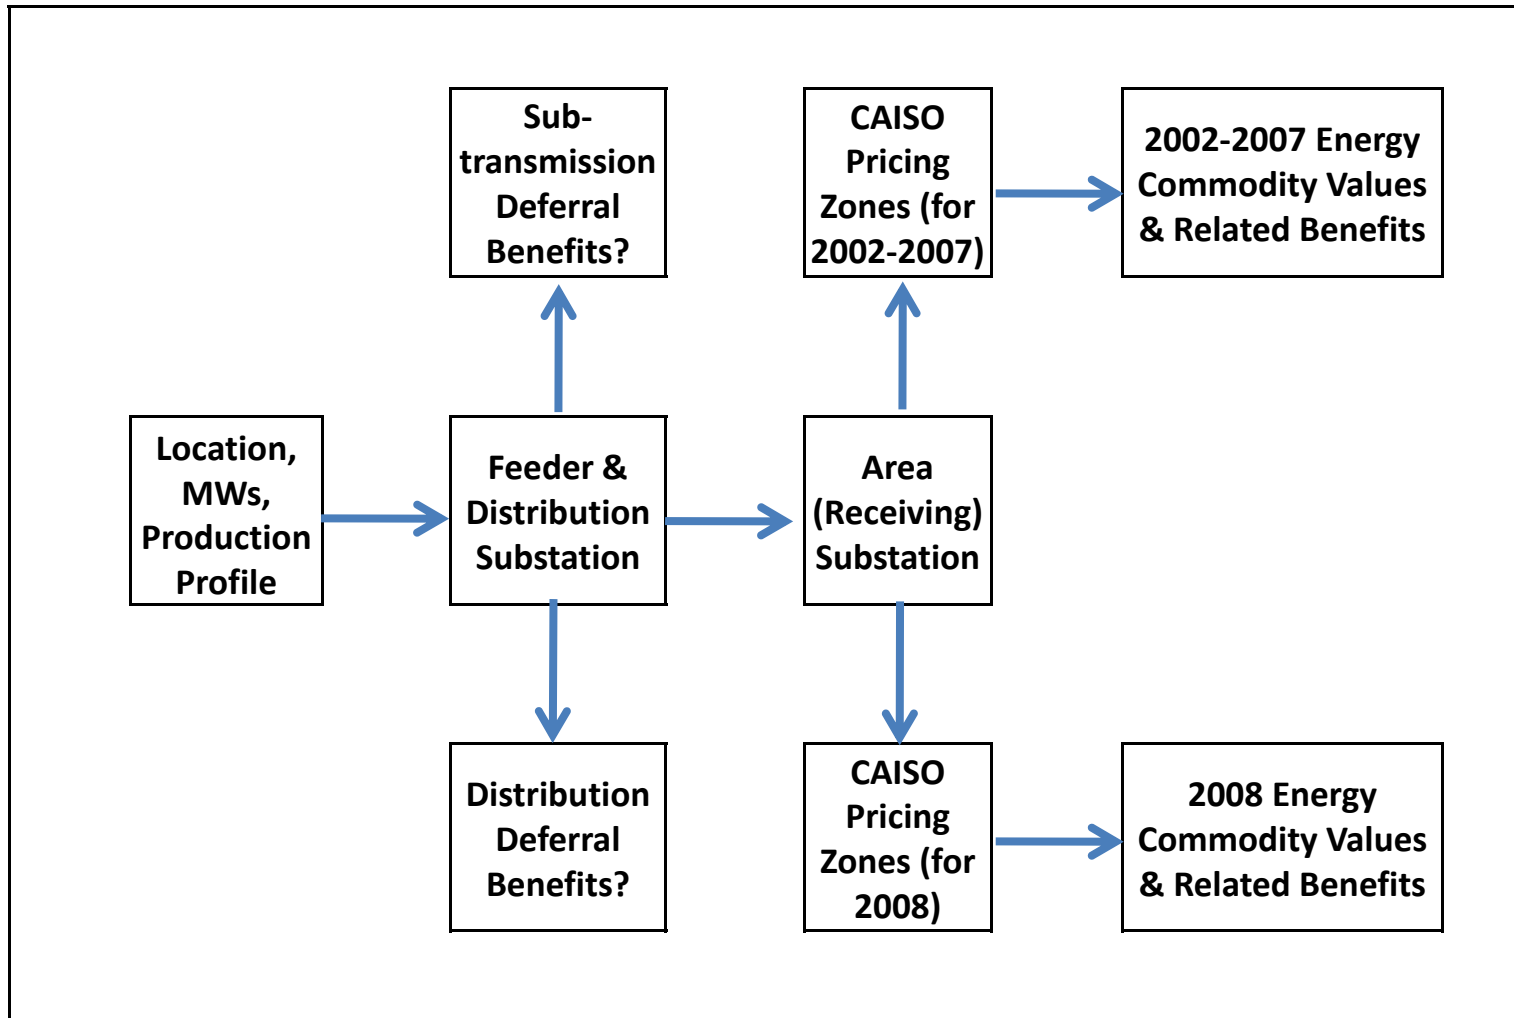 Sub-
transmission
Deferral
Benefits?
CAISO
Pricing
Zones (for
2002-2007)
2002-2007 Energy
Commodity Values
& Related Benefits
Location,
MWs,
Production
Profile
Feeder &
Distribution
Substation
Area
(Receiving)
Substation
Distribution
Deferral
Benefits?
CAISO
Pricing
Zones (for
2008)
2008 Energy
Commodity Values
& Related Benefits